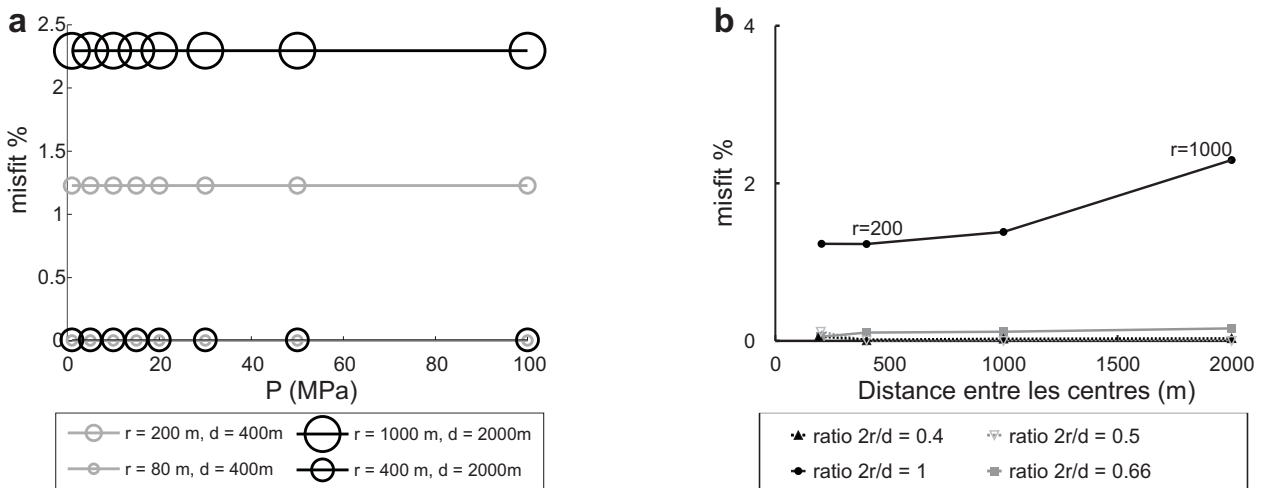 a
2.5
2
1.5
1
0.5
0
misfit %
0 20 40 60 80 100
P (MPa)
r = 200 m, d = 400m
r = 1000 m, d = 2000m
r = 80 m, d = 400m
r = 400 m, d = 2000m
b
4
2
0
misfit %
r=200
r=1000
0 500 1000 1500 2000
Distance entre les centres (m)
ratio 2r/d = 0.4
ratio 2r/d = 0.5
ratio 2r/d = 1
ratio 2r/d = 0.66